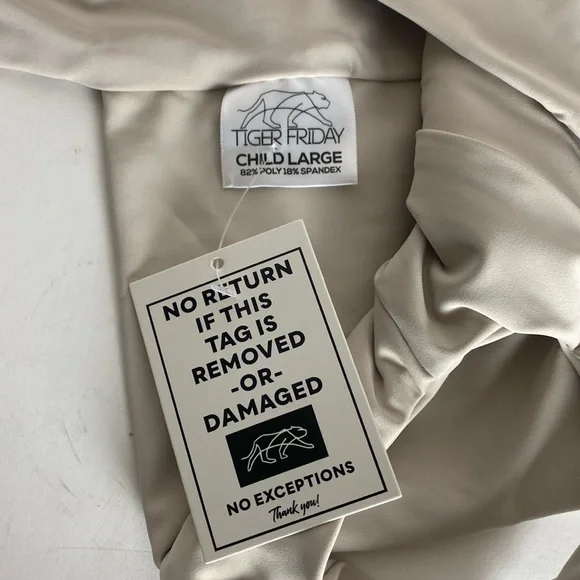 TIGER FRIDAY
CHILD LARGE
82% POLY 18% SPANDEX
NO RETURN
IF THIS
TAG IS
REMOVED
-OR-
DAMAGED
NO EXCEPTIONS
Thank you!